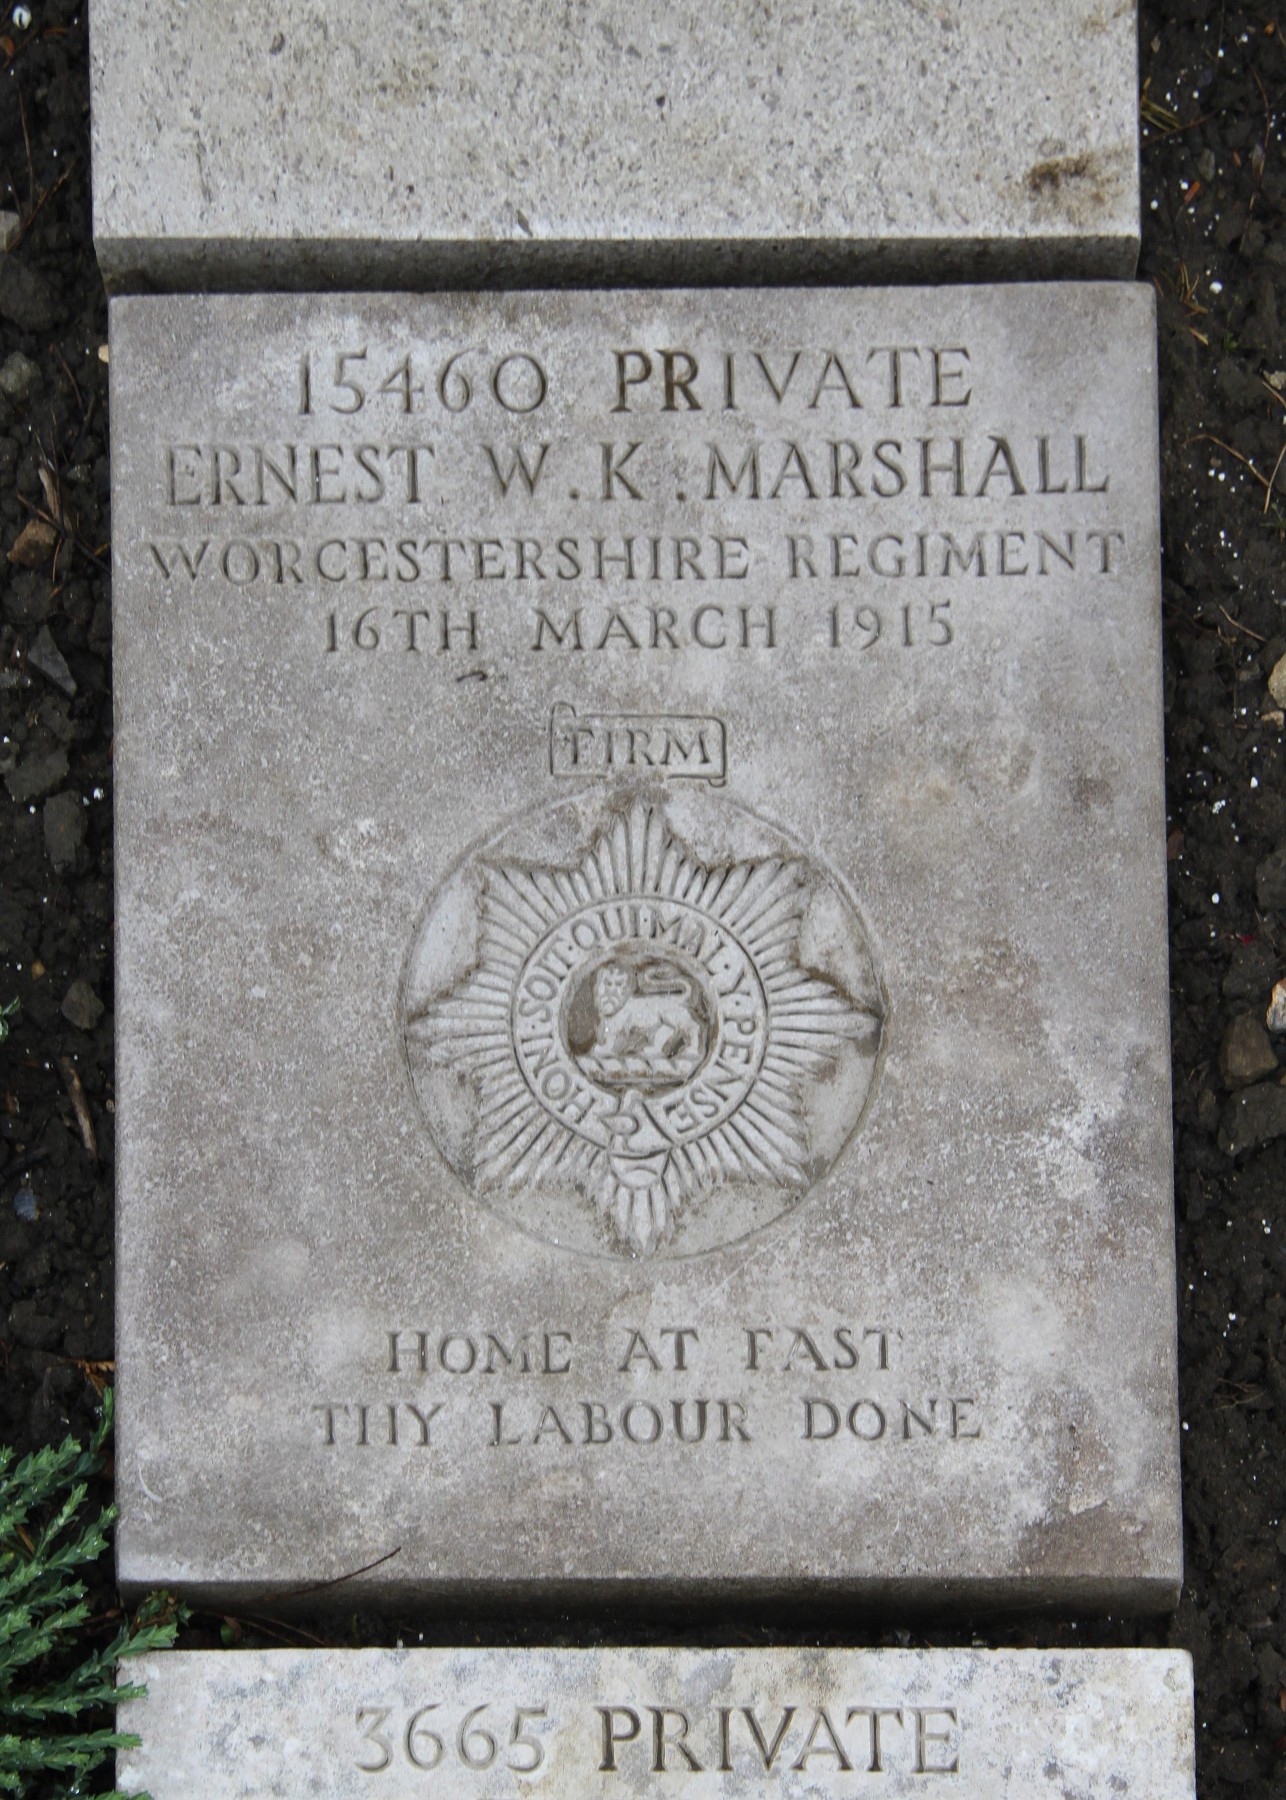 15460 PRIVATE
ERNEST W.K. MARSHALL
WORCESTERSHIRE REGIMENT
16TH MARCH 1915
FIRM
HONI·SOIT·QUI·MAL·Y·PENSE
HOME AT FAST
THY LABOUR DONE
3665 PRIVATE